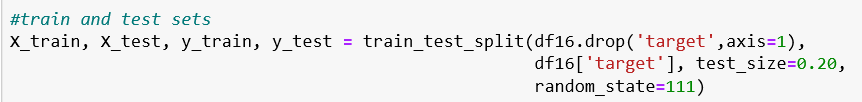 #train and test sets
X_train, X_test, y_train, y_test = train_test_split(df16.drop('target',axis=1),
df16['target'], test_size=0.20,
random_state=111)